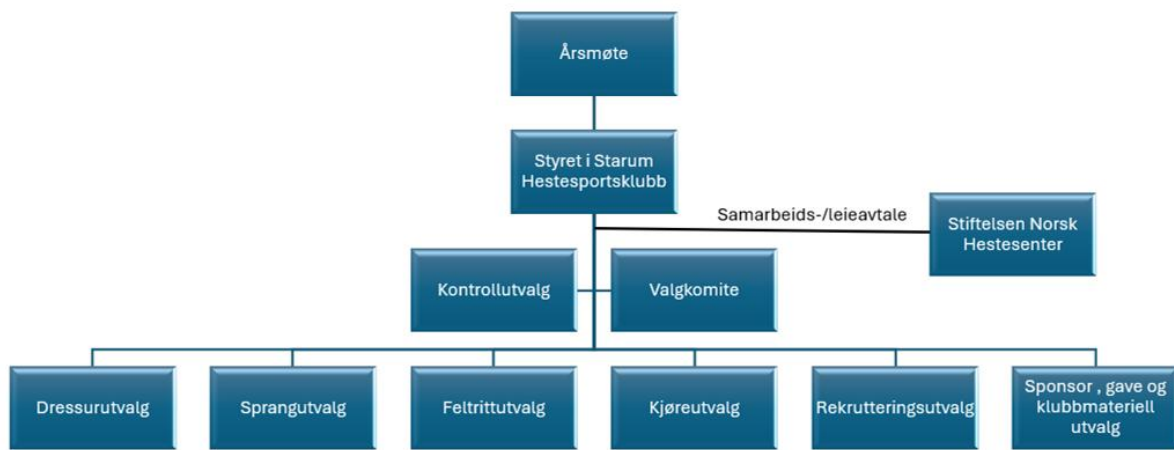 Årsmøte
Styret i Starum
Hestesportsklubb
Samarbeids-/leieavtale
Stiftelsen Norsk
Hestesenter
Kontrollutvalg
Valgkomite
Dressurutvalg
Sprangutvalg
Feltrittutvalg
Kjøreutvalg
Rekrutteringsutvalg
Sponsor , gave og
klubbmateriell
utvalg